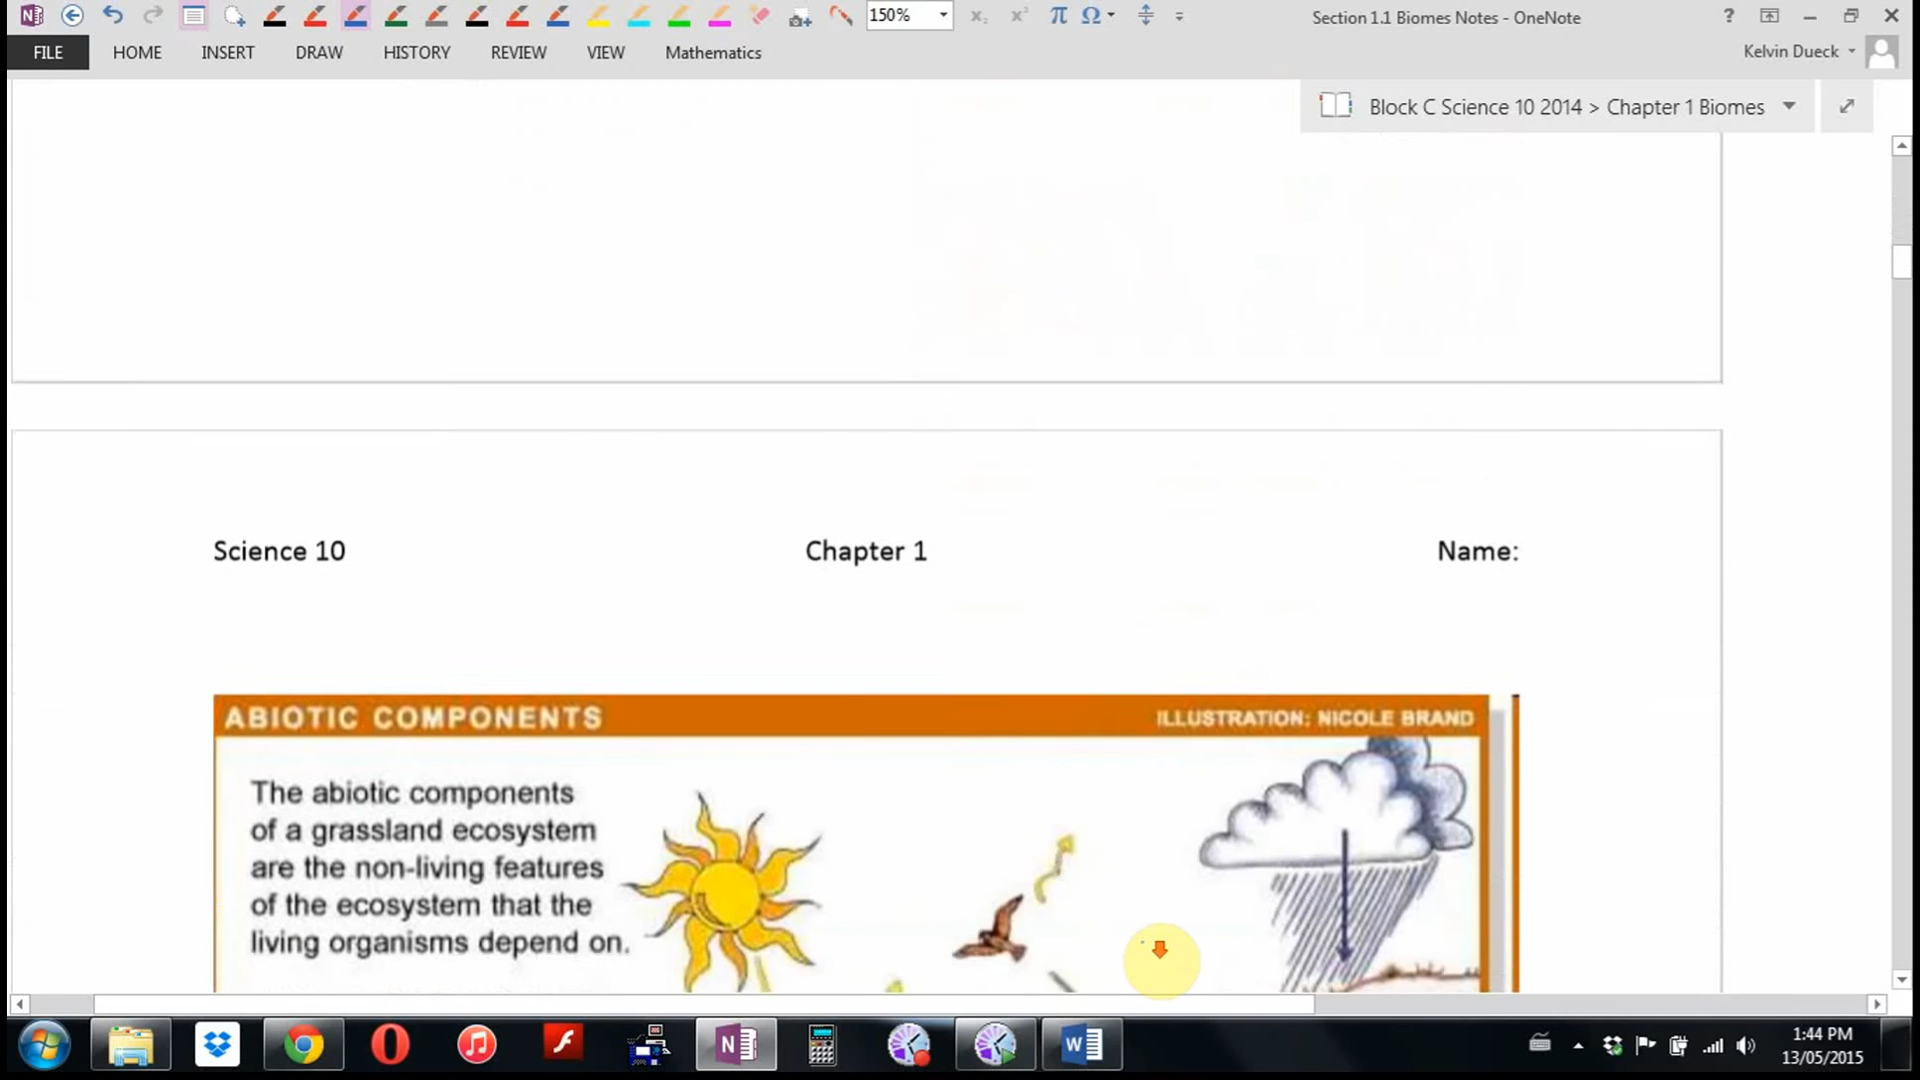 150%
x₂
x²
π
Ω
Section 1.1 Biomes Notes - OneNote
?
FILE
HOME
INSERT
DRAW
HISTORY
REVIEW
VIEW
Mathematics
Kelvin Dueck
Block C Science 10 2014 > Chapter 1 Biomes
Science 10
Chapter 1
Name:
ABIOTIC COMPONENTS
ILLUSTRATION: NICOLE BRAND
The abiotic components
of a grassland ecosystem
are the non-living features
of the ecosystem that the
living organisms depend on.
1:44 PM
13/05/2015